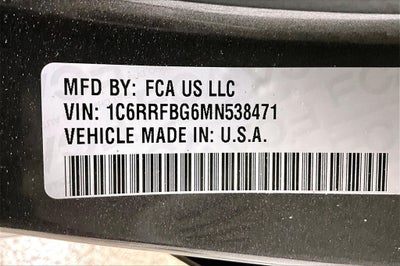 MFD BY: FCA US LLC
VIN: 1C6RRFBG6MN538471
VEHICLE MADE IN: U.S.A.